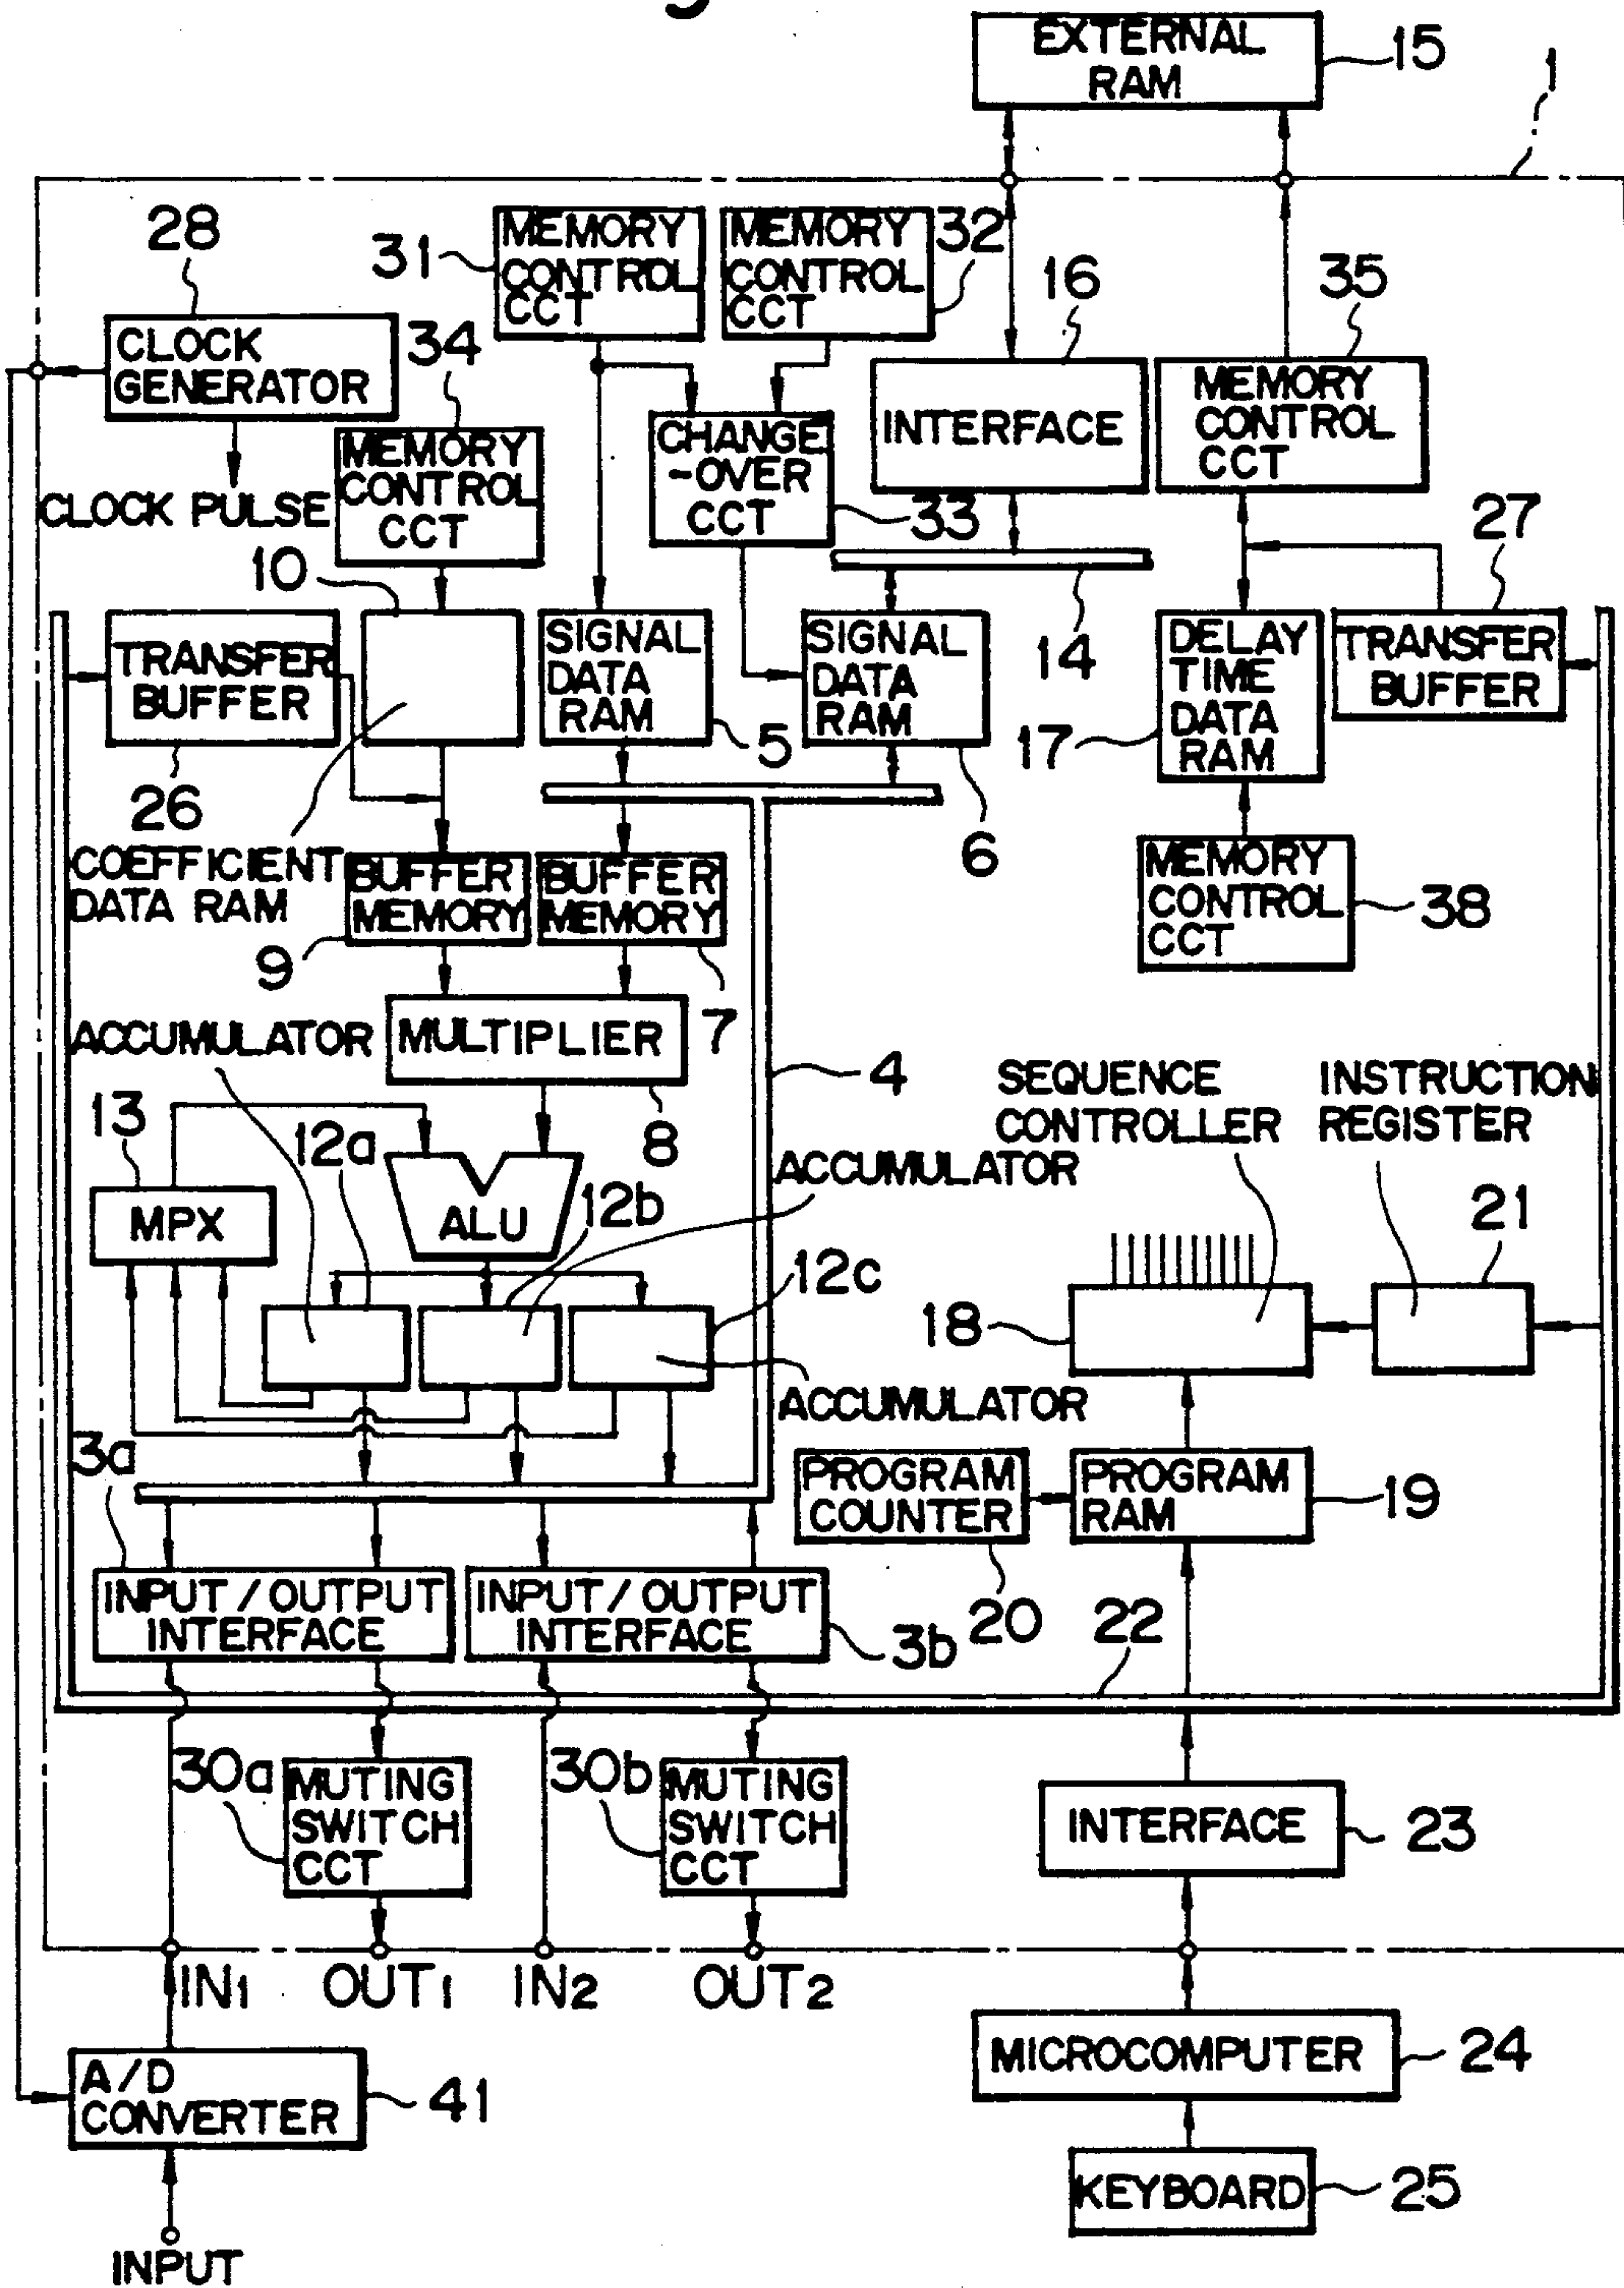 EXTERNAL
RAM
15
1
28
31
MEMORY
CONTROL
CCT
MEMORY
CONTROL
CCT
32
16
35
CLOCK
GENERATOR
34
CLOCK PULSE
MEMORY
CONTROL
CCT
CHANGE
-OVER
CCT
33
INTERFACE
MEMORY
CONTROL
CCT
27
10
14
TRANSFER
BUFFER
26
SIGNAL
DATA
RAM
5
SIGNAL
DATA
RAM
6
17
DELAY
TIME
DATA
RAM
TRANSFER
BUFFER
COEFFICIENT
DATA RAM
BUFFER
MEMORY
9
BUFFER
MEMORY
7
MEMORY
CONTROL
CCT
38
ACCUMULATOR
MULTIPLIER
8
4
SEQUENCE
CONTROLLER
INSTRUCTION
REGISTER
13
12a
ACCUMULATOR
MPX
ALU
12b
12c
18
21
ACCUMULATOR
3a
PROGRAM
COUNTER
20
PROGRAM
RAM
19
INPUT/OUTPUT
INTERFACE
INPUT/OUTPUT
INTERFACE
3b
22
30a
MUTING
SWITCH
CCT
30b
MUTING
SWITCH
CCT
INTERFACE
23
IN1
OUT1
IN2
OUT2
A/D
CONVERTER
41
MICROCOMPUTER
24
KEYBOARD
25
INPUT